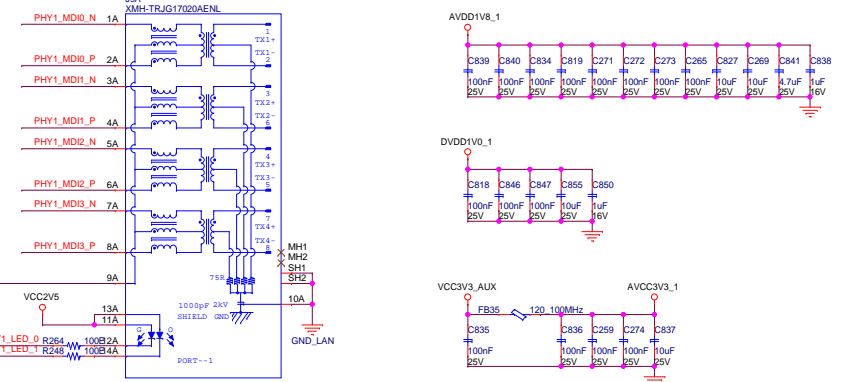 XMH-TRJG17020AENL
PHY1_MDI0_N 1A
1
TX1+
TX1-
PHY1_MDI0_P 2A
2
PHY1_MDI1_N 3A
3
TX2+
TX2-
PHY1_MDI1_P 4A
6
PHY1_MDI2_N 5A
4
TX3+
TX3-
PHY1_MDI2_P 6A
5
PHY1_MDI3_N 7A
7
TX4+
TX4-
PHY1_MDI3_P 8A
8
MH1
MH2
SH1
SH2
9A
75R
10A
VCC2V5
1000pF 2kV
SHIELD GND
13A
11A
G
O
1_LED_0 R264 100E 12A
1_LED_1 R248 100E 14A
PORT--1
GND_LAN
AVDD1V8_1
C839 C840 C834 C819 C271 C272 C273 C265 C827 C269 C841 C838
100nF 100nF 100nF 100nF 100nF 100nF 100nF 100nF 10uF 10uF 4.7uF 1uF
25V 25V 25V 25V 25V 25V 25V 25V 25V 25V 25V 16V
DVDD1V0_1
C818 C846 C847 C855 C850
100nF 100nF 100nF 10uF 1uF
25V 25V 25V 25V 16V
VCC3V3_AUX AVCC3V3_1
FB35 120_100MHz
C835 C836 C259 C274 C837
100nF 100nF 100nF 100nF 10uF
25V 25V 25V 25V 25V